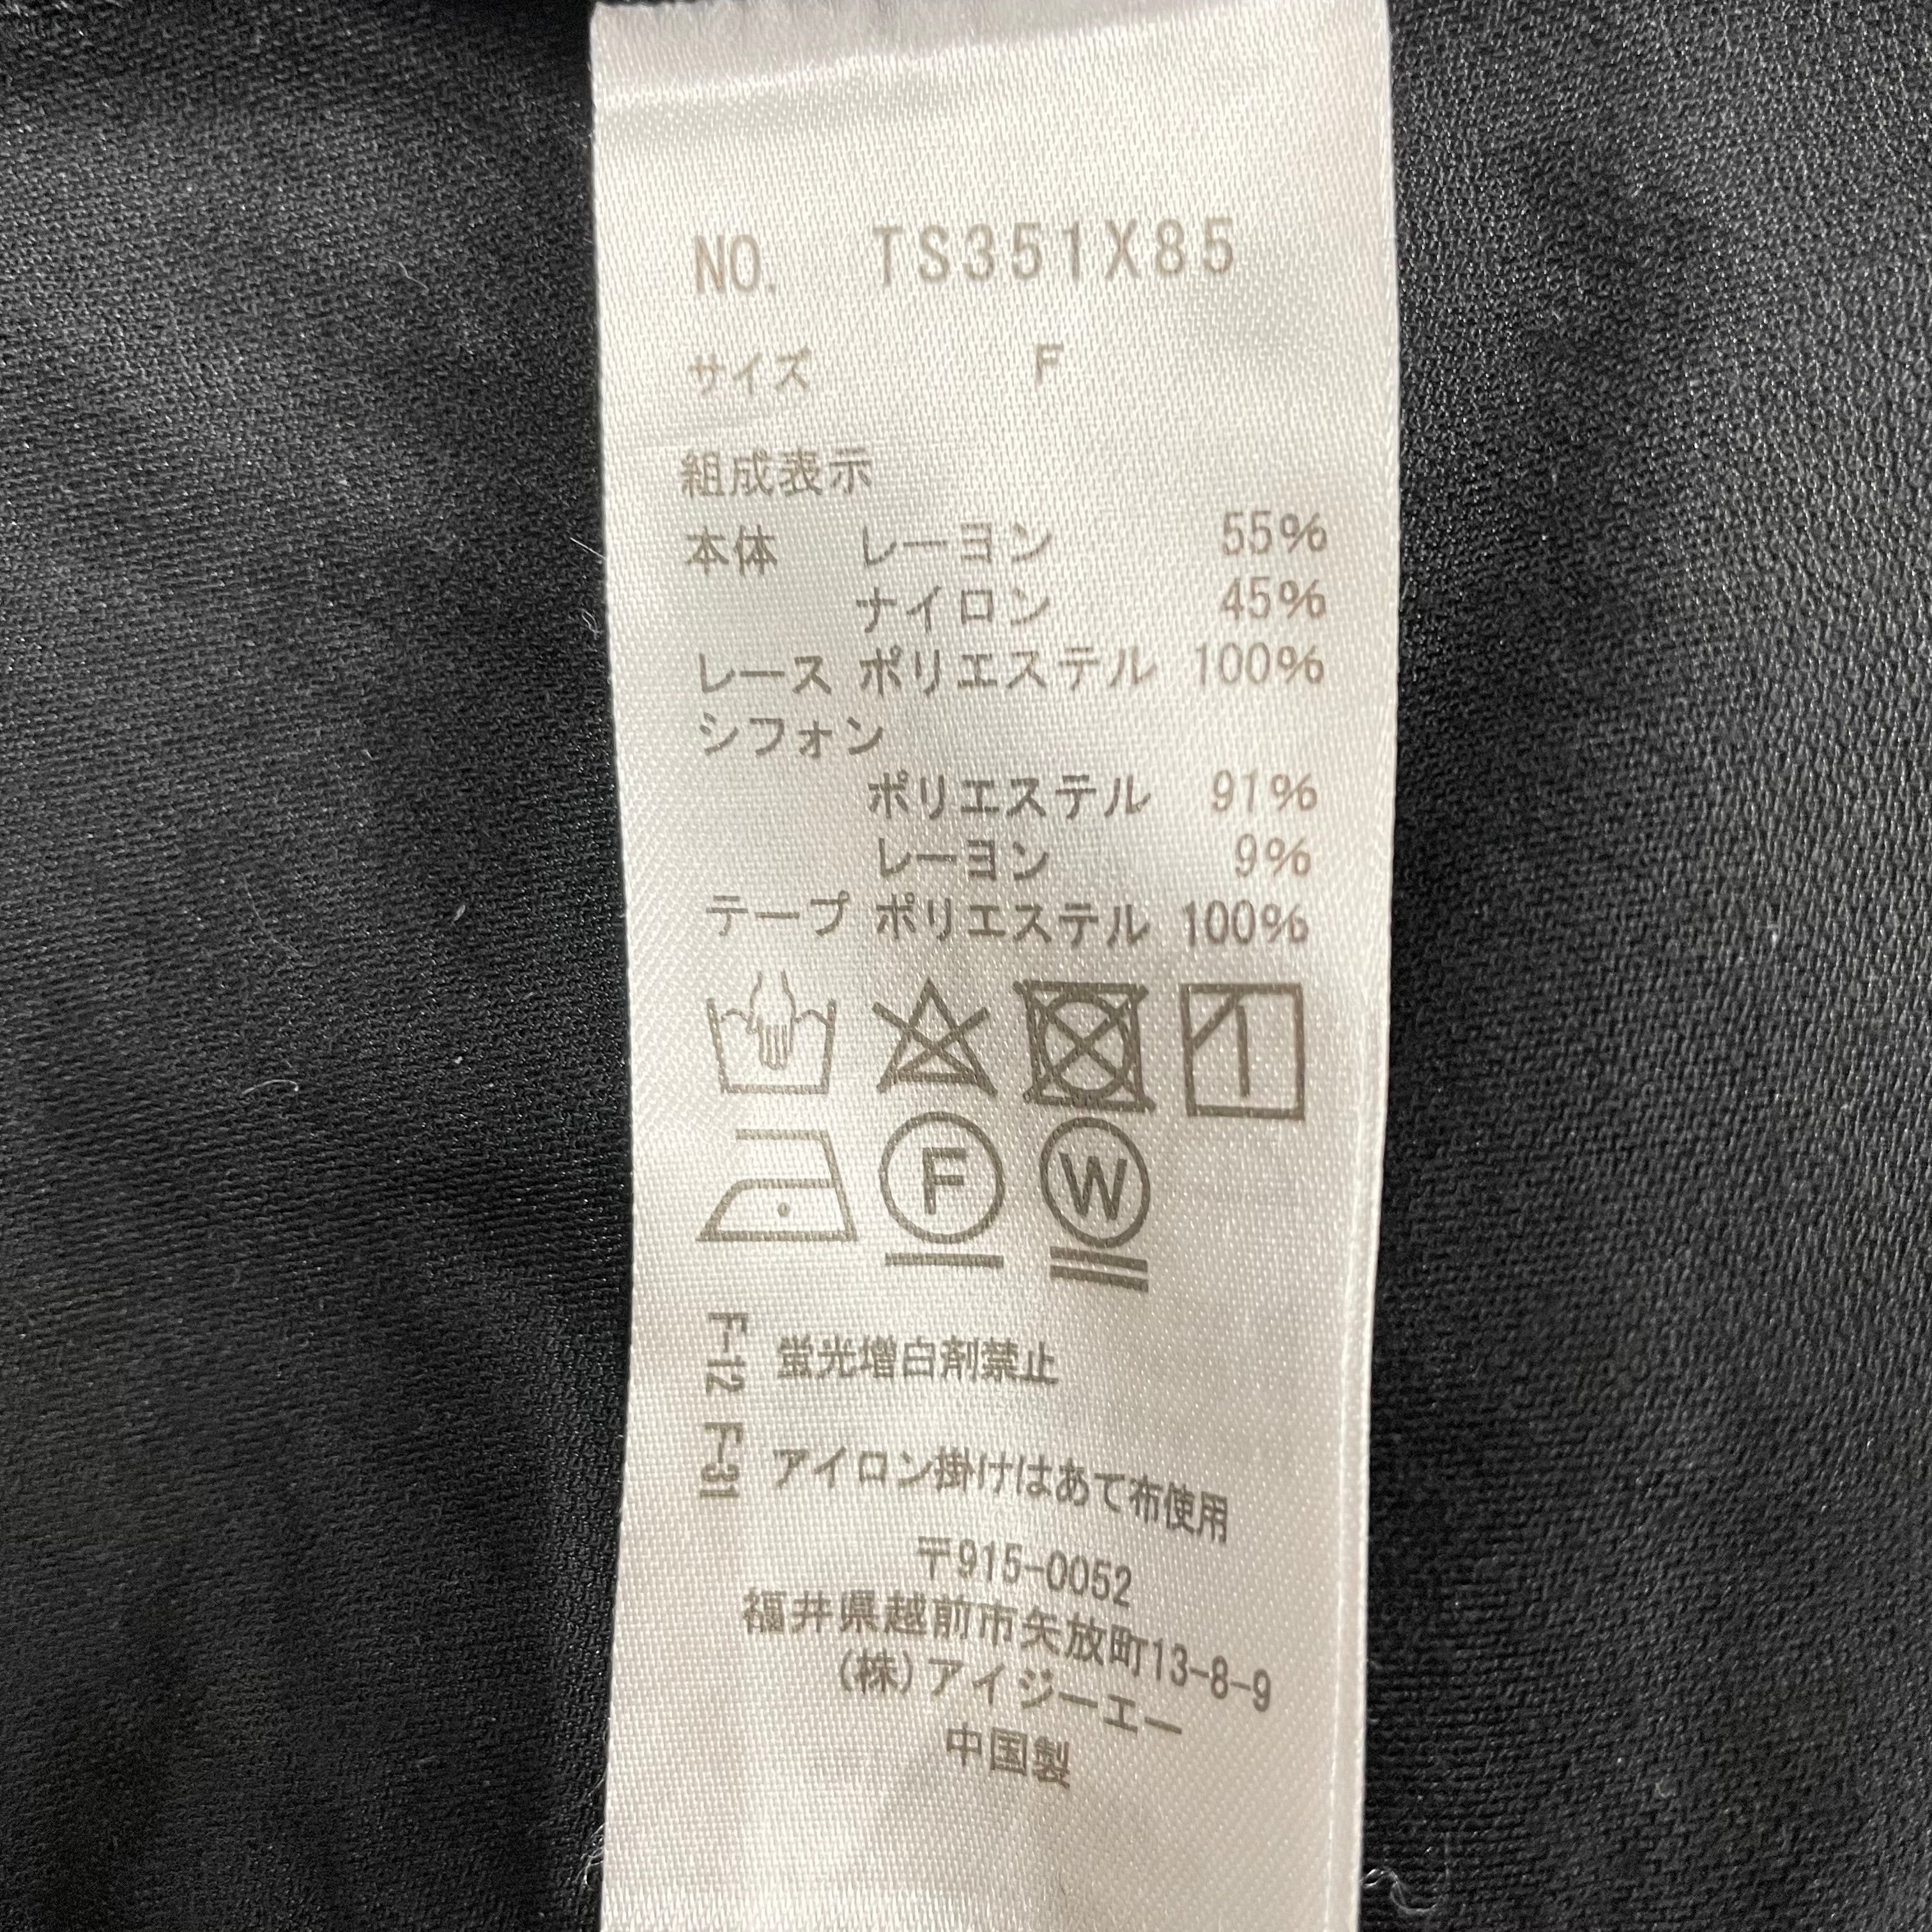 NO. TS351X85
サイズ F
組成表示
本体 レーヨン 55%
ナイロン 45%
レース ポリエステル 100%
シフォン
ポリエステル 91%
レーヨン 9%
テープ ポリエステル 100%
F W
F-12 蛍光増白剤禁止
F-31 アイロン掛けはあて布使用
〒915-0052
福井県越前市矢放町13-8-9
(株)アイジーエー
中国製